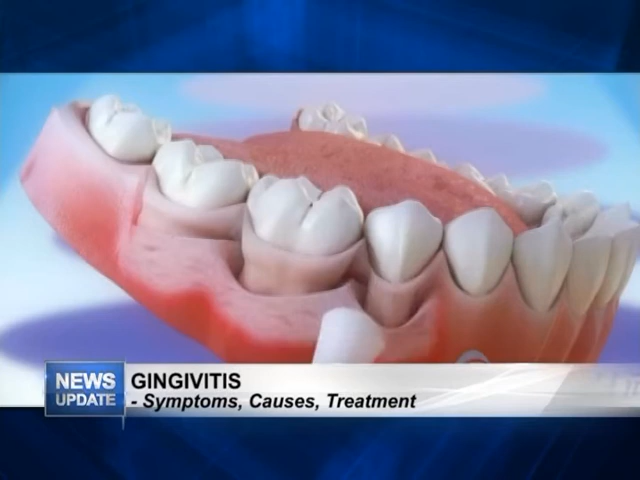 NEWS
UPDATE
GINGIVITIS
- Symptoms, Causes, Treatment